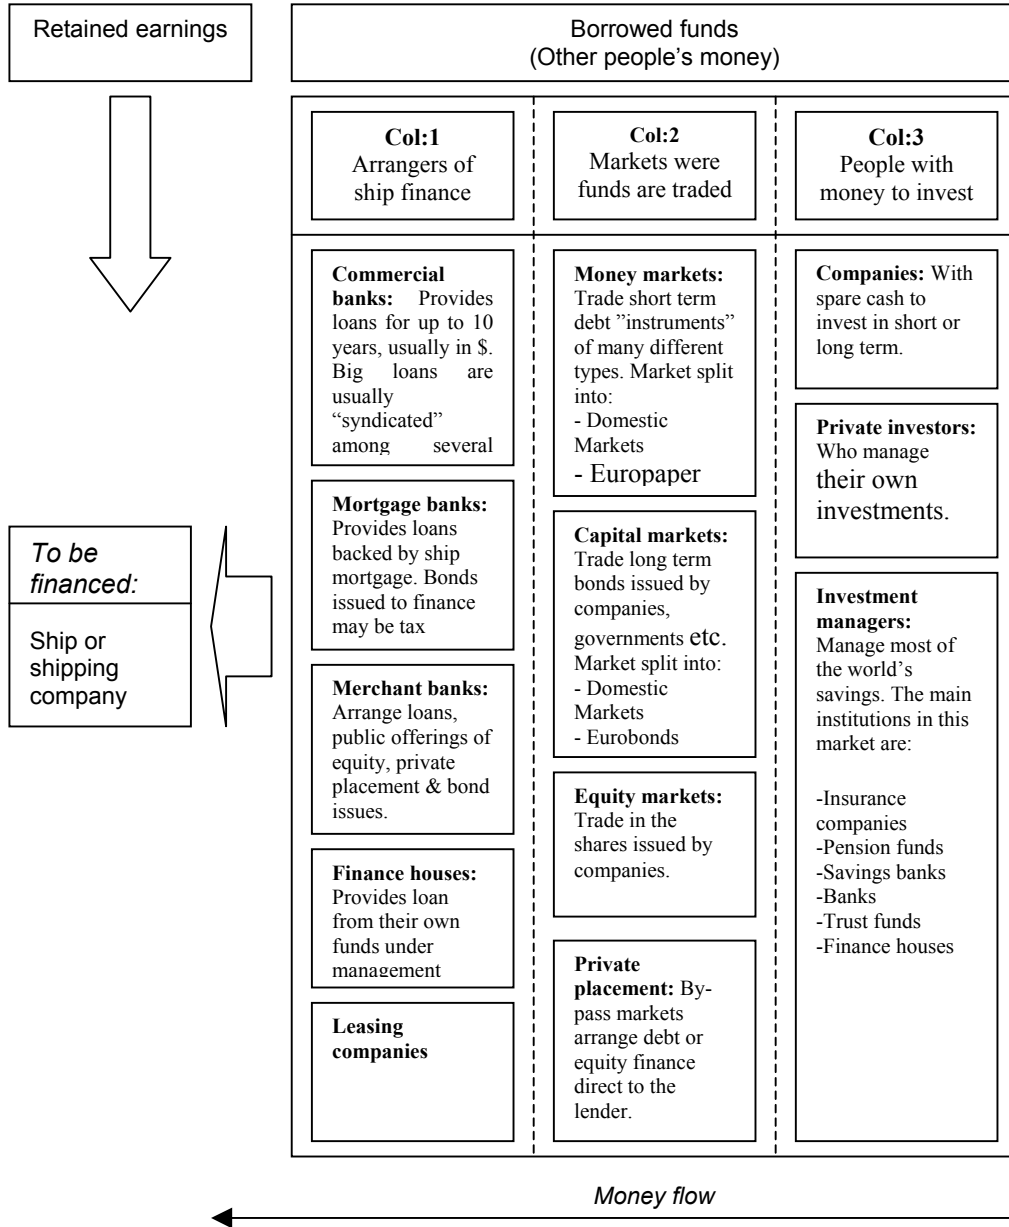 Retained earnings
Borrowed funds
(Other people’s money)
Col:1
Arrangers of
ship finance
Col:2
Markets were
funds are traded
Col:3
People with
money to invest
Commercial
banks: Provides
loans for up to 10
years, usually in $.
Big loans are
usually
“syndicated”
among several
Mortgage banks:
Provides loans
backed by ship
mortgage. Bonds
issued to finance
may be tax
Merchant banks:
Arrange loans,
public offerings of
equity, private
placement & bond
issues.
Finance houses:
Provides loan
from their own
funds under
management
Leasing
companies
Money markets:
Trade short term
debt ”instruments”
of many different
types. Market split
into:
- Domestic
Markets
- Europaper
Capital markets:
Trade long term
bonds issued by
companies,
governments etc.
Market split into:
- Domestic
Markets
- Eurobonds
Equity markets:
Trade in the
shares issued by
companies.
Private
placement: By-
pass markets
arrange debt or
equity finance
direct to the
lender.
Companies: With
spare cash to
invest in short or
long term.
Private investors:
Who manage
their own
investments.
Investment
managers:
Manage most of
the world’s
savings. The main
institutions in this
market are:
-Insurance
companies
-Pension funds
-Savings banks
-Banks
-Trust funds
-Finance houses
To be
financed:
Ship or
shipping
company
Money flow